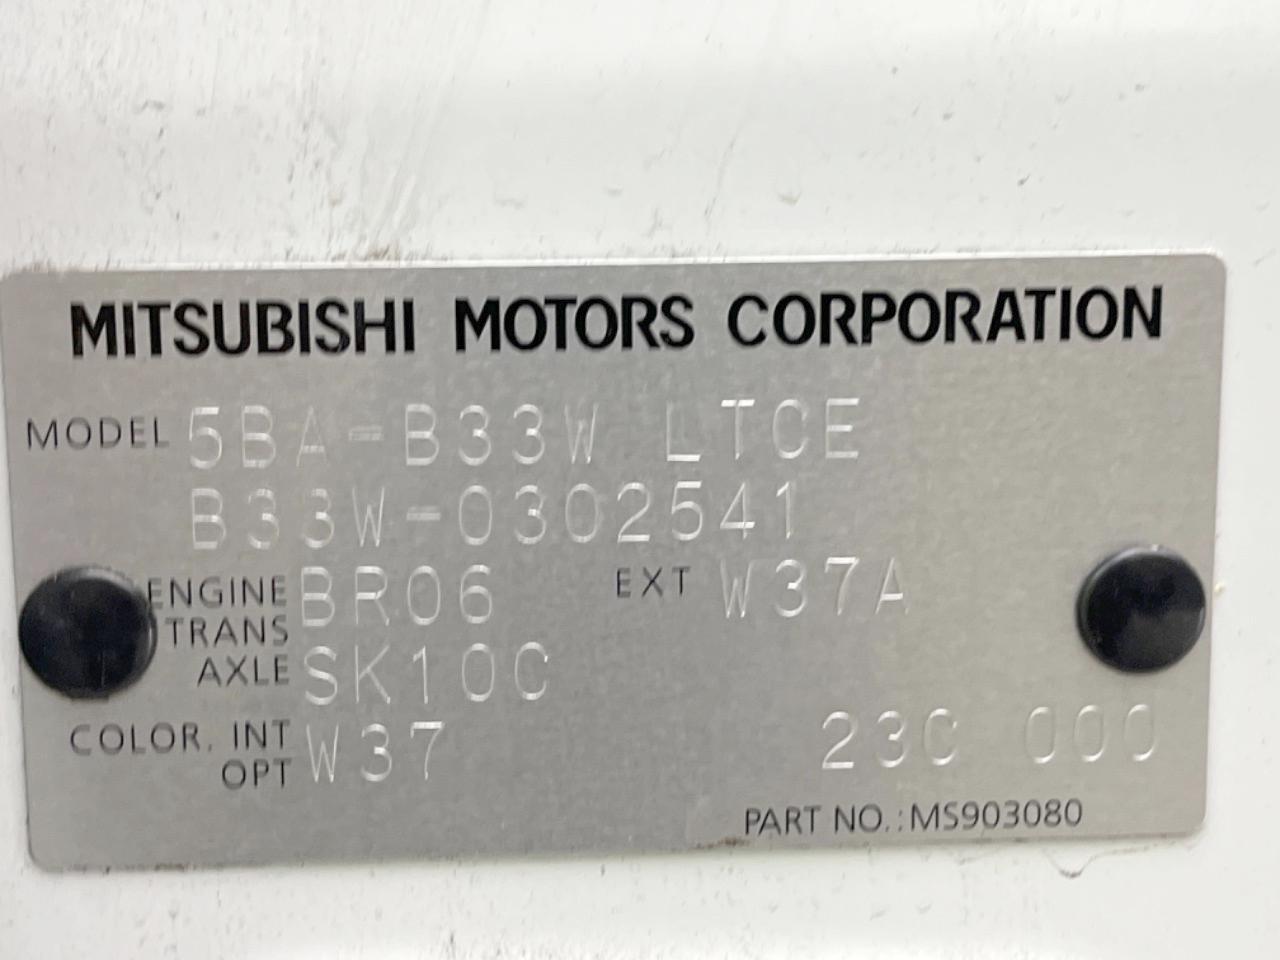 MITSUBISHI MOTORS CORPORATION
MODEL 5BA-B33W LTCE
B33W-0302541
ENGINE BR06 EXT W37A
TRANS
AXLE SK10C
COLOR, INT W37 23C 000
OPT
PART NO.:MS903080